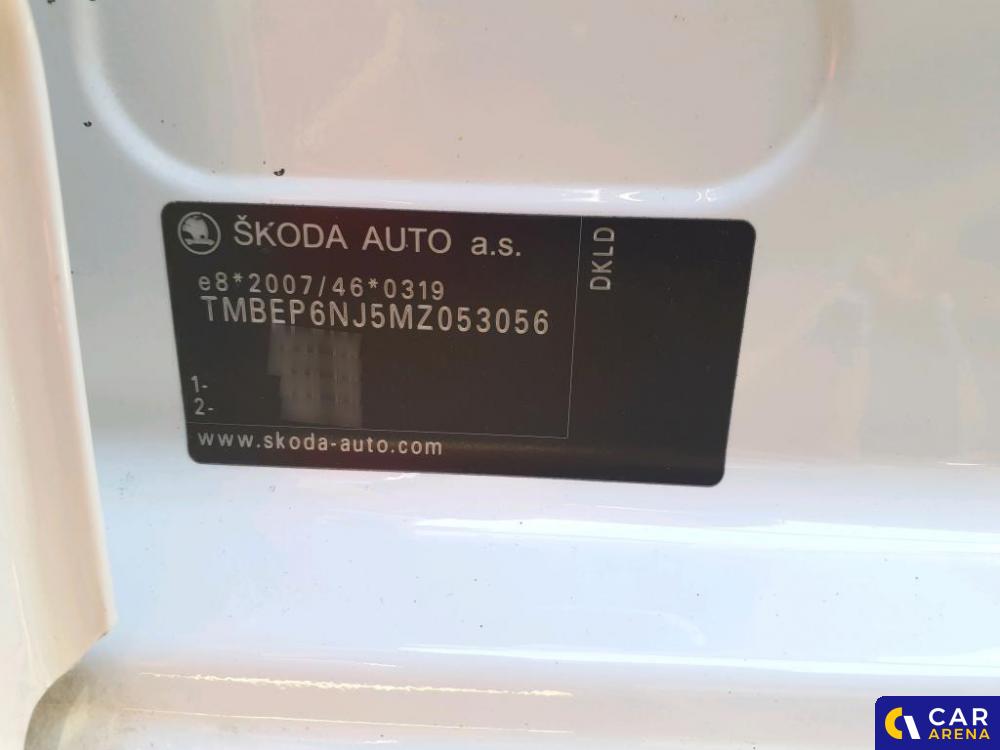 ŠKODA AUTO a.s.
DKLD
e8*2007/46*0319
TMBEP6NJ5MZ053056
1-
2-
www.skoda-auto.com
CAR
ARENA